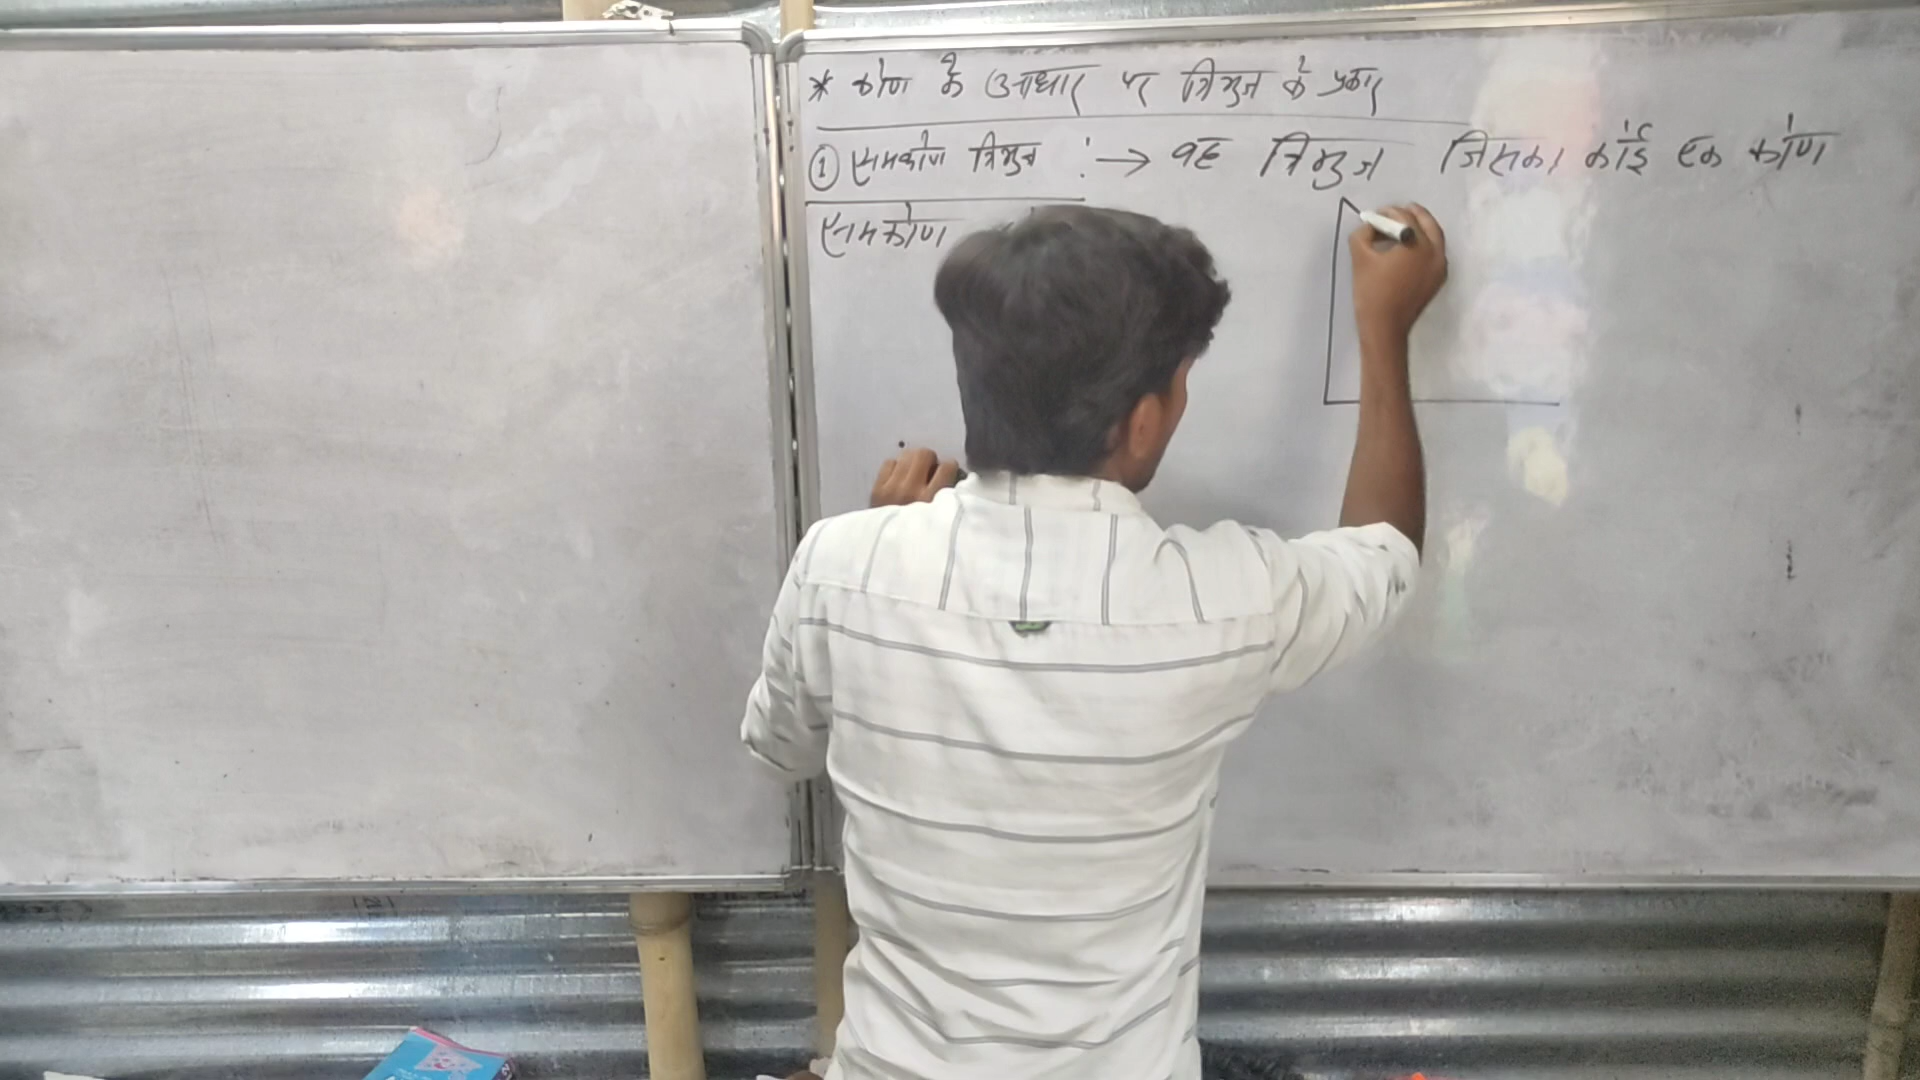 * कोण के आधार पर त्रिभुज के प्रकार
① समकोण त्रिभुज :→ वह त्रिभुज जिसका कोई एक कोण
समकोण